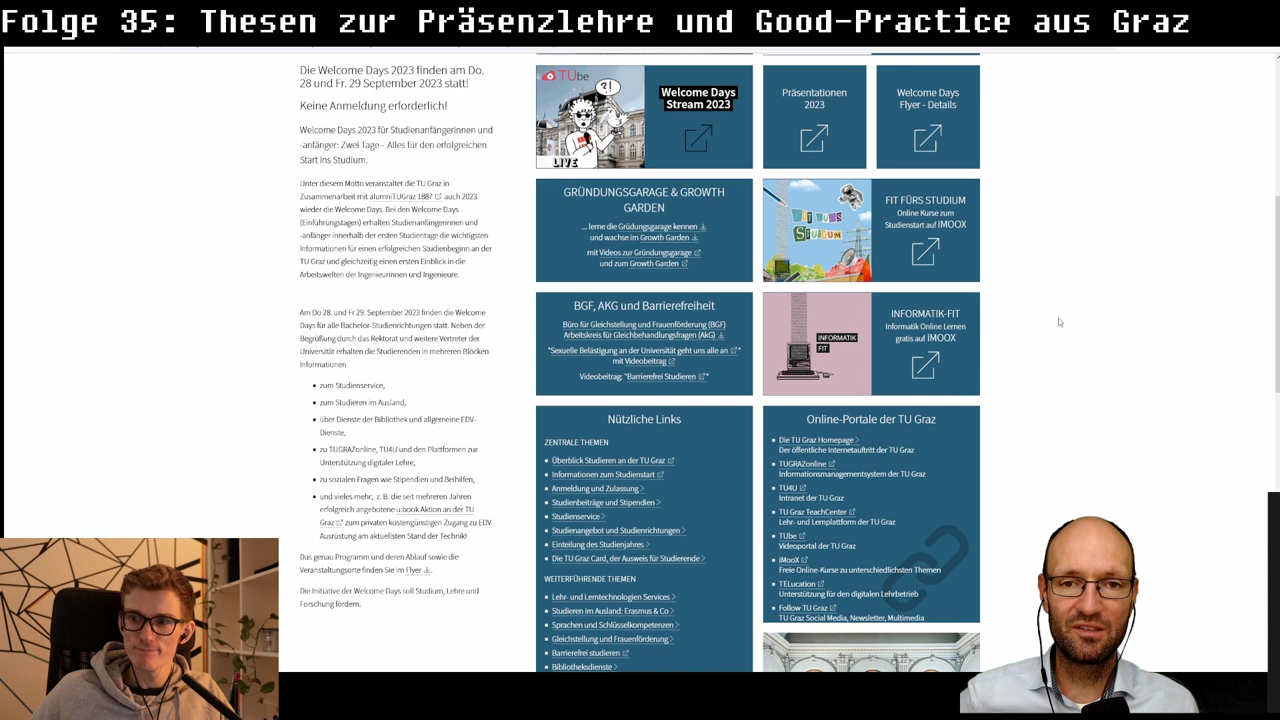 Folge 35: Thesen zur Präsenzlehre und Good-Practice aus Graz
Die Welcome Days 2023 finden am Do.
28 und Fr. 29 September 2023 statt!
Keine Anmeldung erforderlich!
Welcome Days 2023 für Studienanfängerinnen und
-anfänger: Zwei Tage – Alles für den erfolgreichen
Start ins Studium.
Unter diesem Motto veranstaltet die TU Graz in
Zusammenarbeit mit alumniTUGraz 1887 auch 2023
wieder die Welcome Days. Bei den Welcome Days
(Einführungstagen) erhalten Studienanfängerinnen und
-anfänger innerhalb der ersten Studientage die wichtigsten
Informationen für einen erfolgreichen Studienbeginn an der
TU Graz und gleichzeitig einen ersten Einblick in die
Arbeitswelten der Ingenieurinnen und Ingenieure.
Am Do 28. und Fr 29. September 2023 finden die Welcome
Days für alle Bachelor-Studienrichtungen statt. Neben der
Begrüßung durch das Rektorat und weitere Vertreter der
Universität erhalten die Studierenden in mehreren Blöcken
Informationen
zum Studienservice,
zum Studieren im Ausland,
über Dienste der Bibliothek und allgemeine EDV-
Dienste,
zu TUGRAZonline, TU4U und den Plattformen zur
Unterstützung digitaler Lehre,
zu sozialen Fragen wie Stipendien und Beihilfen,
und vieles mehr; z. B. die seit mehreren Jahren
erfolgreich angebotene u:book Aktion an der TU
Graz zum privaten kostengünstigen Zugang zu EDV-
Ausrüstung am aktuellsten Stand der Technik!
Das genau Programm und deren Ablauf sowie die
Veranstaltungsorte finden Sie im Flyer.
Die Initiative der Welcome Days soll Studium, Lehre und
Forschung fördern.
TUbe
?!
LIVE
Welcome Days
Stream 2023
Präsentationen
2023
Welcome Days
Flyer - Details
GRÜNDUNGSGARAGE & GROWTH
GARDEN
... lerne die Grüdungsgarage kennen
und wachse im Growth Garden
mit Videos zur Gründungsgarage
und zum Growth Garden
FIT FÜRS
STUDIUM
FIT FÜRS STUDIUM
Online Kurse zum
Studienstart auf iMOOX
BGF, AKG und Barrierefreiheit
Büro für Gleichstellung und Frauenförderung (BGF)
Arbeitskreis für Gleichbehandlungsfragen (AkG)
"Sexuelle Belästigung an der Universität geht uns alle an"
mit Videobeitrag
Videobeitrag: "Barrierefrei Studieren"
INFORMATIK
FIT
INFORMATIK-FIT
Informatik Online Lernen
gratis auf iMOOX
Nützliche Links
ZENTRALE THEMEN
Überblick Studieren an der TU Graz
Informationen zum Studienstart
Anmeldung und Zulassung
Studienbeiträge und Stipendien
Studienservice
Studienangebot und Studienrichtungen
Einteilung des Studienjahres
Die TU Graz Card, der Ausweis für Studierende
WEITERFÜHRENDE THEMEN
Lehr- und Lerntechnologien Services
Studieren im Ausland: Erasmus & Co
Sprachen und Schlüsselkompetenzen
Gleichstellung und Frauenförderung
Barrierefrei studieren
Bibliotheksdienste
Online-Portale der TU Graz
Die TU Graz Homepage
Der öffentliche Internetauftritt der TU Graz
TUGRAZonline
Informationsmanagementsystem der TU Graz
TU4U
Intranet der TU Graz
TU Graz TeachCenter
Lehr- und Lernplattform der TU Graz
TUbe
Videoportal der TU Graz
iMooX
Freie Online-Kurse zu unterschiedlichsten Themen
TELucation
Unterstützung für den digitalen Lehrbetrieb
Follow TU Graz
TU Graz Social Media, Newsletter, Multimedia